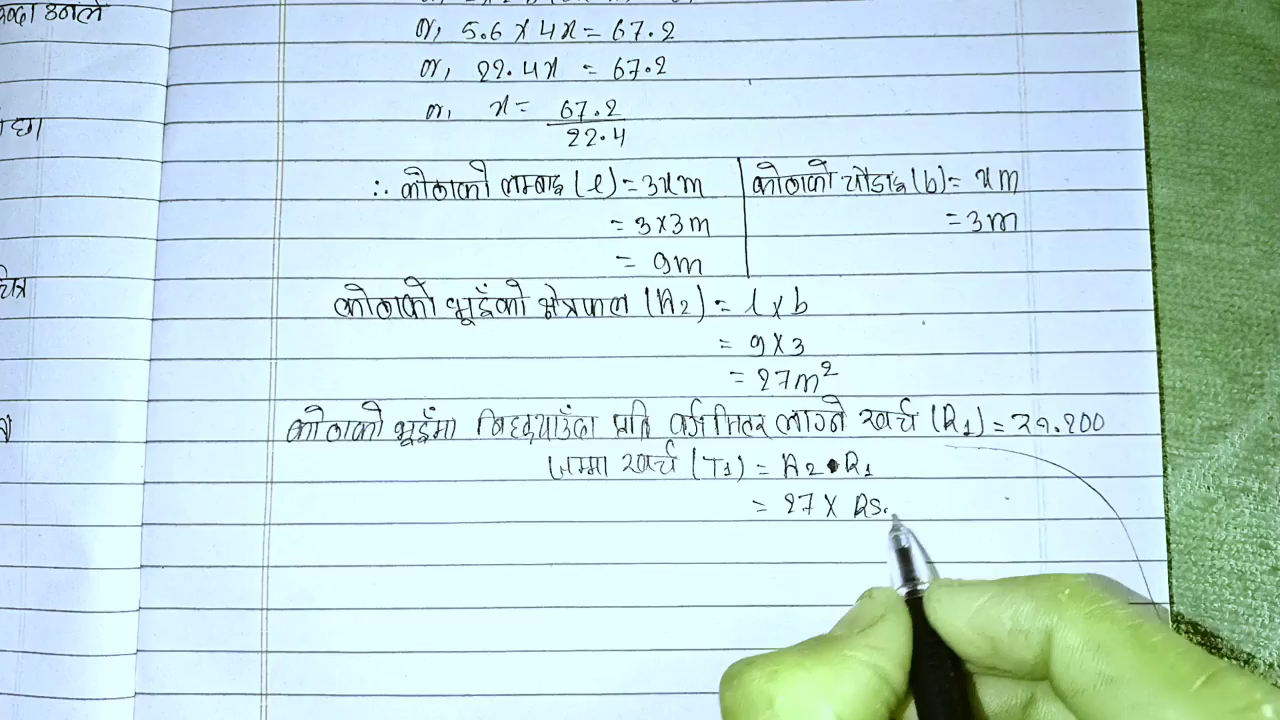 उनले
or, 5.6 x 4x = 67.2
or, 22.4x = 67.2
or, x = 67.2/22.4
∴ कोठाको लम्बाइ (l) = 3xm
= 3x3m
= 9m
कोठाको चौडाइ (b) = xm
= 3m
चित्र
कोठाको भूइँको क्षेत्रफल (A2) = l x b
= 9 x 3
= 27m²
कोठाको भूइँमा प्रति वर्ग मिटर लाग्ने खर्च (R1) = रु.200
जम्मा खर्च (T1) = A2 • R1
= 27 x Rs.